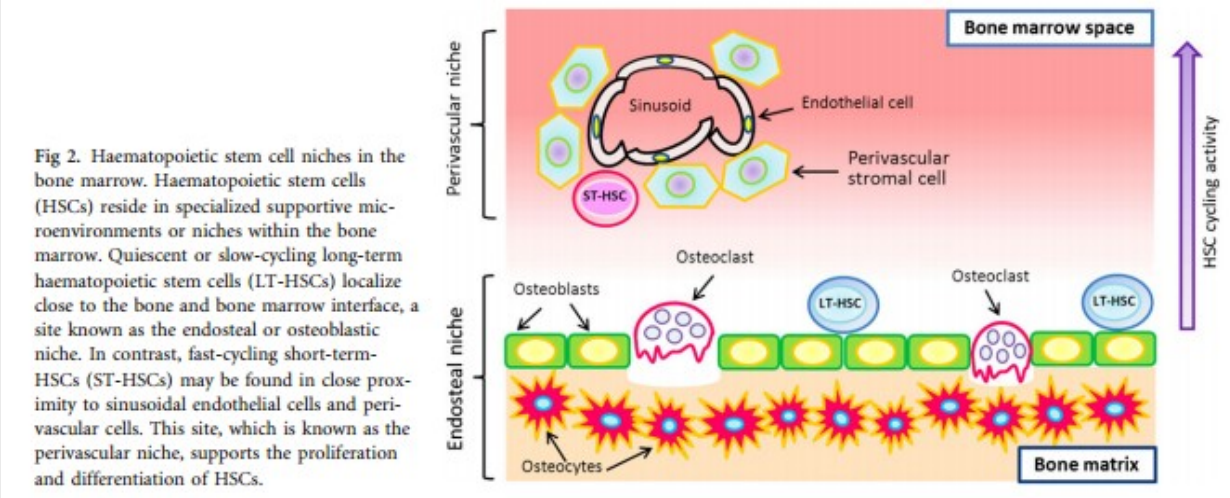 Fig 2. Haematopoietic stem cell niches in the
bone marrow. Haematopoietic stem cells
(HSCs) reside in specialized supportive mic-
roenvironments or niches within the bone
marrow. Quiescent or slow-cycling long-term
haematopoietic stem cells (LT-HSCs) localize
close to the bone and bone marrow interface, a
site known as the endosteal or osteoblastic
niche. In contrast, fast-cycling short-term-
HSCs (ST-HSCs) may be found in close prox-
imity to sinusoidal endothelial cells and peri-
vascular cells. This site, which is known as the
perivascular niche, supports the proliferation
and differentiation of HSCs.
Perivascular niche
Endosteal niche
Bone marrow space
Sinusoid
Endothelial cell
Perivascular
stromal cell
ST-HSC
Osteoclast
Osteoblasts
LT-HSC
Osteoclast
LT-HSC
Osteocytes
Bone matrix
HSC cycling activity